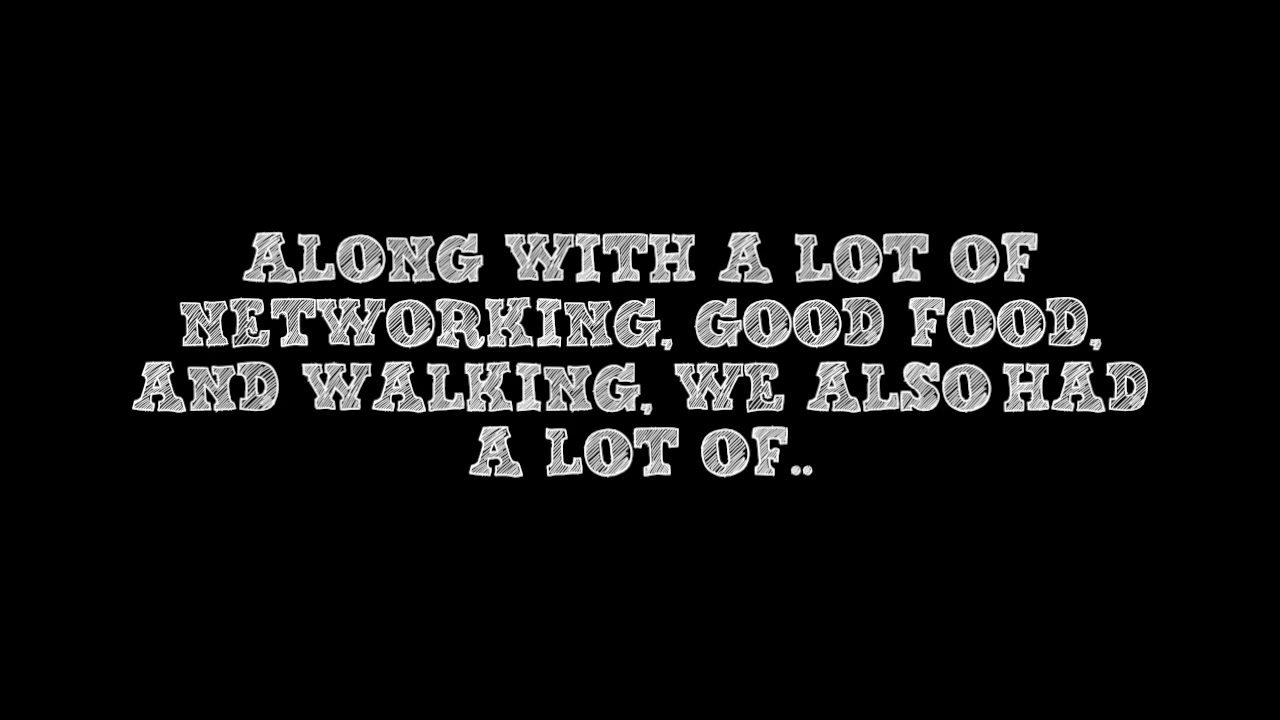 ALONG WITH A LOT OF
NETWORKING, GOOD FOOD,
AND WALKING, WE ALSO HAD
A LOT OF..